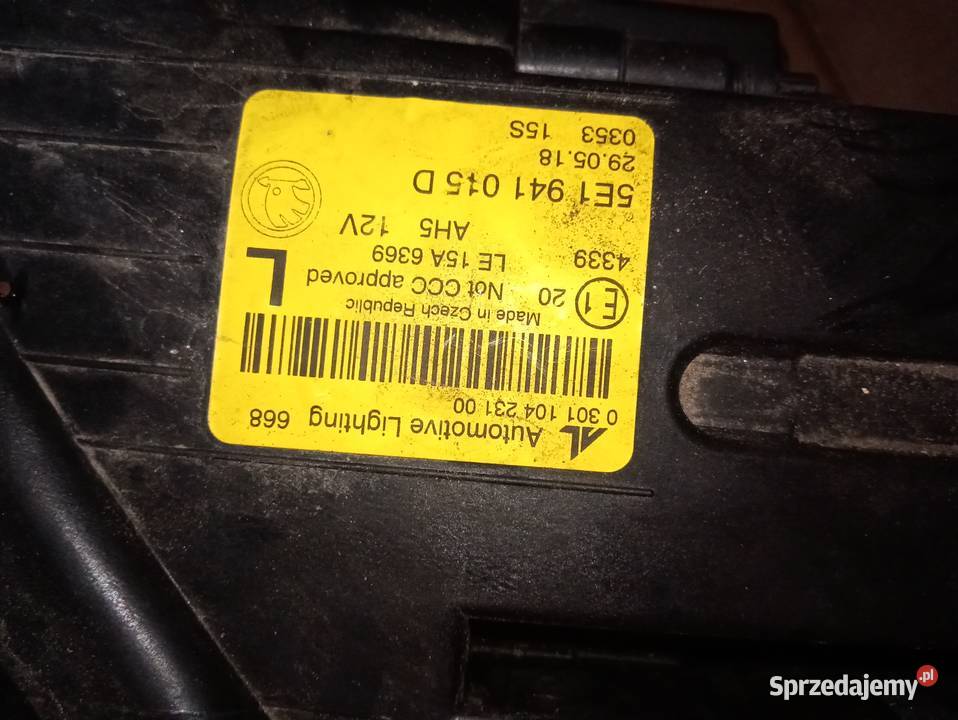 Automotive Lighting 668
0 301 104 231 00
Made in Czech Republic
E1 20 Not CCC approved L
4339 LE 15A 6369
AH5 12V
5E1 941 015 D
29.05.18
0353 15S
Sprzedajemy.pl